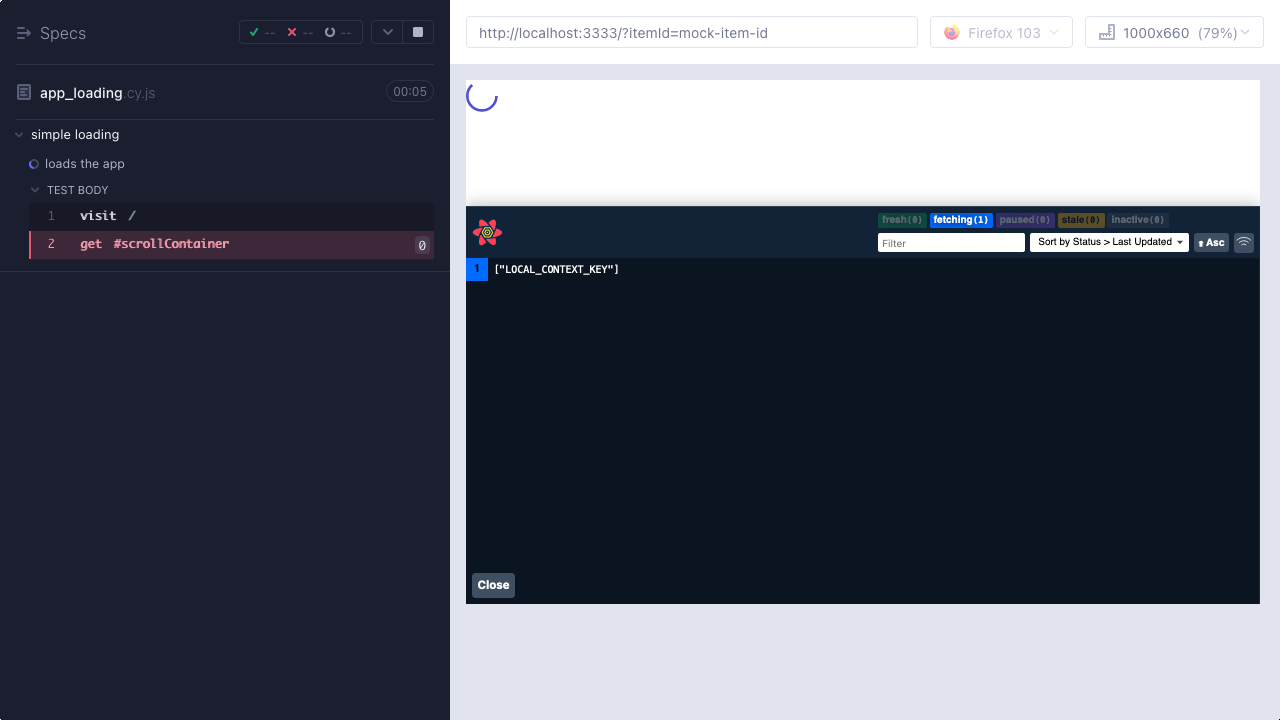 Specs
-- -- --
app_loading.cy.js
00:05
simple loading
loads the app
TEST BODY
1 visit /
2 get #scrollContainer 0
http://localhost:3333/?itemId=mock-item-id
Firefox 103
1000x660 (79%)
fresh(0) fetching(1) paused(0) stale(0) inactive(0)
Filter
Sort by Status > Last Updated
Asc
1 ["LOCAL_CONTEXT_KEY"]
Close